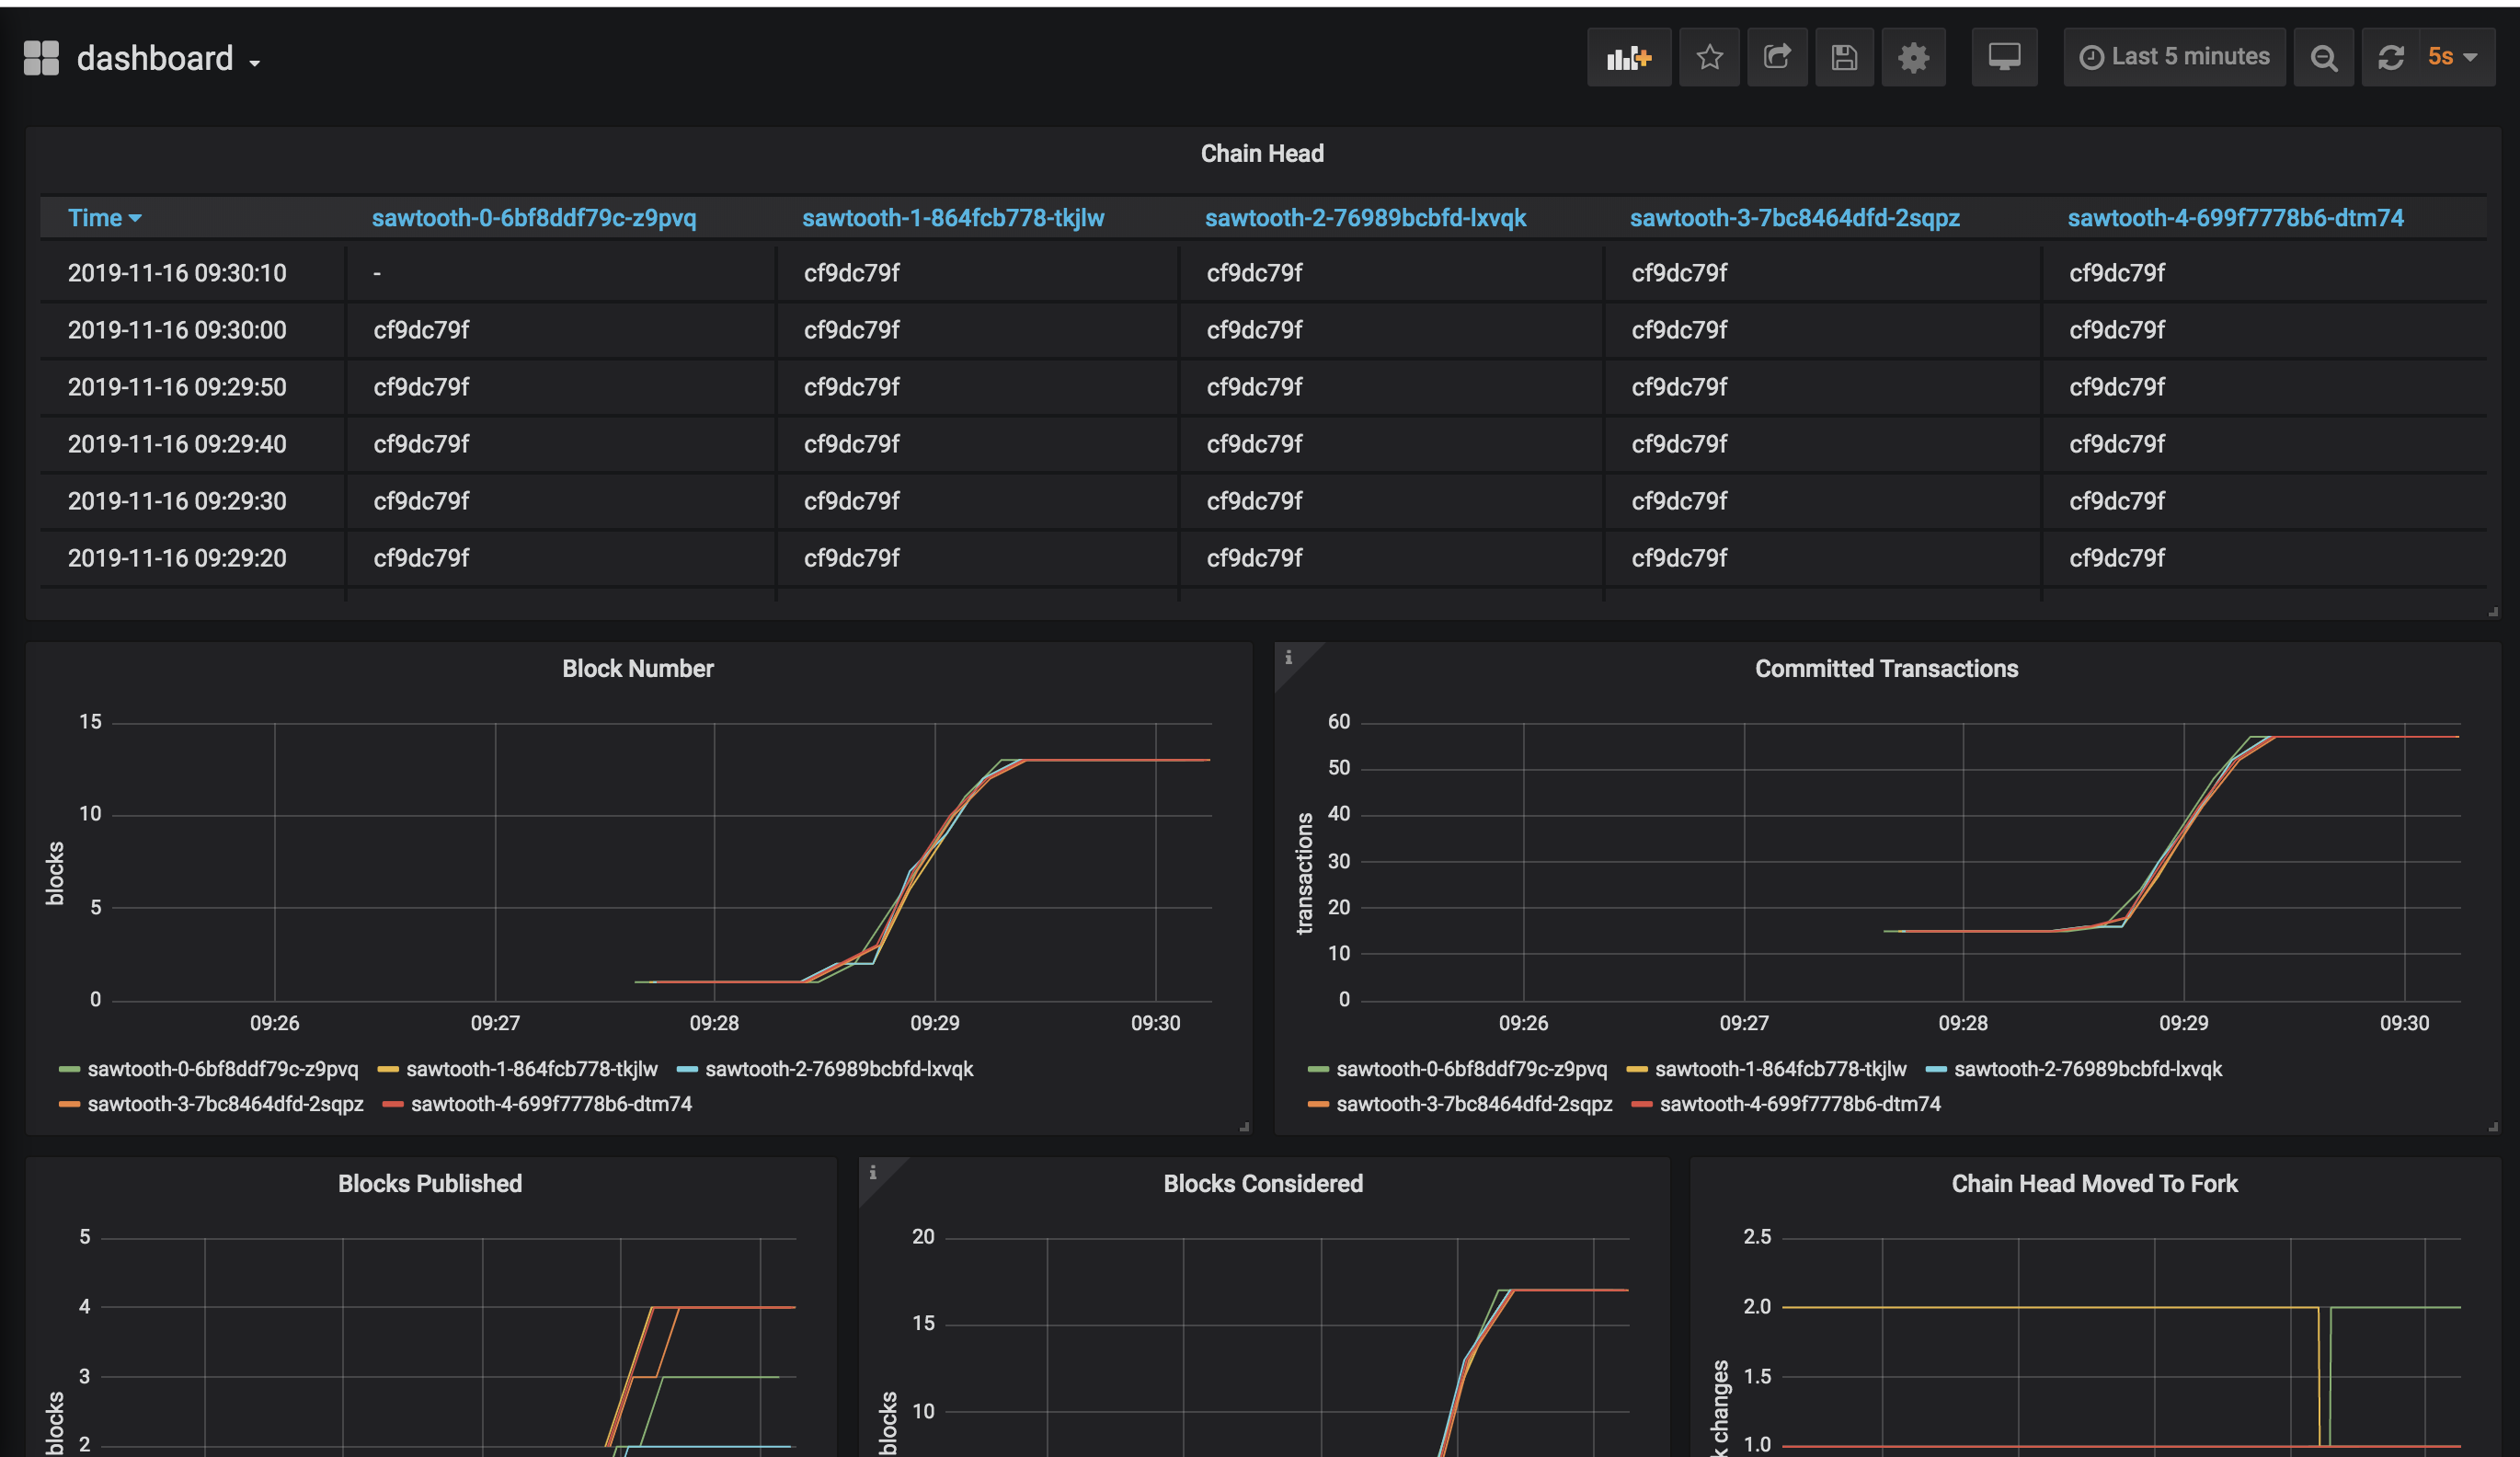 dashboard
Last 5 minutes 5s
Chain Head
Time sawtooth-0-6bf8ddf79c-z9pvq sawtooth-1-864fcb778-tkjlw sawtooth-2-76989bcbfd-lxvqk sawtooth-3-7bc8464dfd-2sqpz sawtooth-4-699f7778b6-dtm74
2019-11-16 09:30:10 - cf9dc79f cf9dc79f cf9dc79f cf9dc79f
2019-11-16 09:30:00 cf9dc79f cf9dc79f cf9dc79f cf9dc79f cf9dc79f
2019-11-16 09:29:50 cf9dc79f cf9dc79f cf9dc79f cf9dc79f cf9dc79f
2019-11-16 09:29:40 cf9dc79f cf9dc79f cf9dc79f cf9dc79f cf9dc79f
2019-11-16 09:29:30 cf9dc79f cf9dc79f cf9dc79f cf9dc79f cf9dc79f
2019-11-16 09:29:20 cf9dc79f cf9dc79f cf9dc79f cf9dc79f cf9dc79f
Block Number
15
10
5
0
blocks
09:26 09:27 09:28 09:29 09:30
sawtooth-0-6bf8ddf79c-z9pvq sawtooth-1-864fcb778-tkjlw sawtooth-2-76989bcbfd-lxvqk
sawtooth-3-7bc8464dfd-2sqpz sawtooth-4-699f7778b6-dtm74
i
Committed Transactions
60
50
40
30
20
10
0
transactions
09:26 09:27 09:28 09:29 09:30
sawtooth-0-6bf8ddf79c-z9pvq sawtooth-1-864fcb778-tkjlw sawtooth-2-76989bcbfd-lxvqk
sawtooth-3-7bc8464dfd-2sqpz sawtooth-4-699f7778b6-dtm74
Blocks Published
5
4
3
2
blocks
i
Blocks Considered
20
15
10
blocks
Chain Head Moved To Fork
2.5
2.0
1.5
1.0
k changes